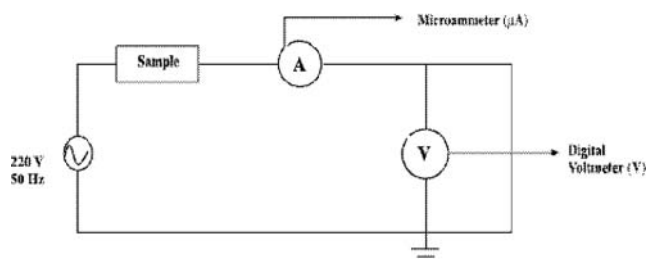 Microammeter (µA)
Sample
A
220 V
50 Hz
V
Digital
Voltmeter (V)